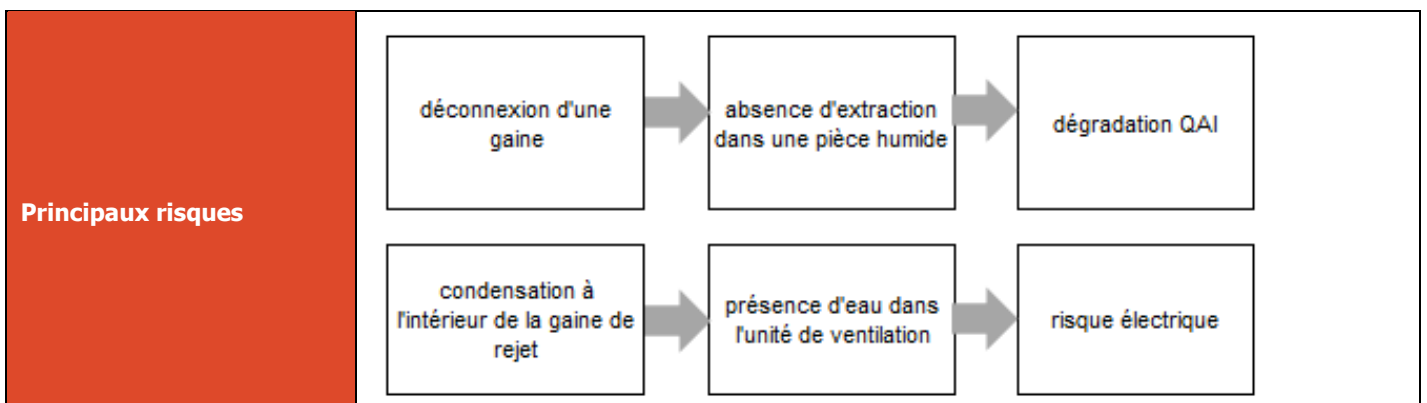 Principaux risques
déconnexion d'une
gaine
absence d'extraction
dans une pièce humide
dégradation QAI
condensation à
l'intérieur de la gaine de
rejet
présence d'eau dans
l'unité de ventilation
risque électrique